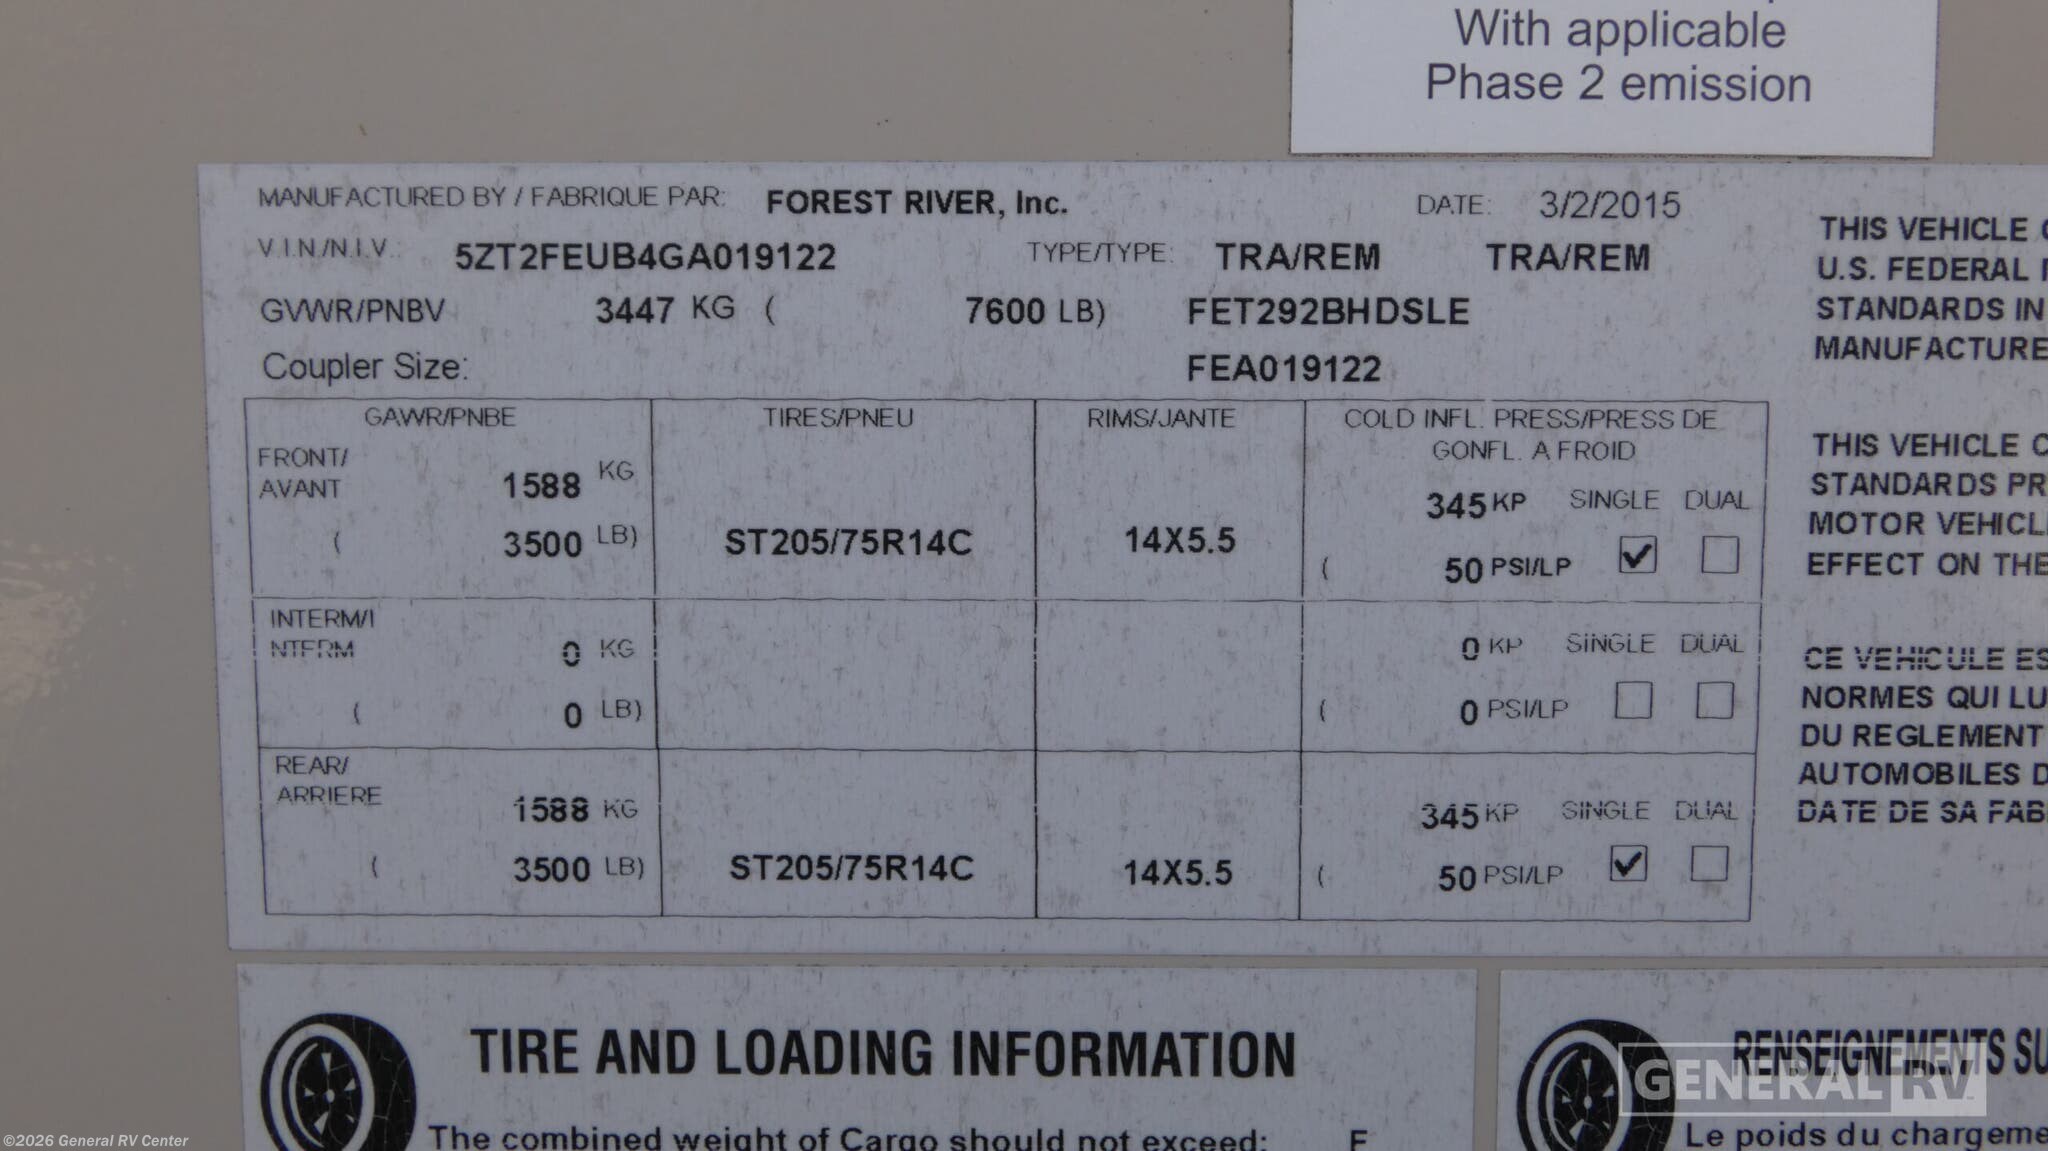 With applicable
Phase 2 emission
MANUFACTURED BY / FABRIQUE PAR: FOREST RIVER, Inc. DATE: 3/2/2015
V.I.N./N.I.V.: 5ZT2FEUB4GA019122 TYPE/TYPE: TRA/REM TRA/REM
GVWR/PNBV 3447 KG ( 7600 LB) FET292BHDSLE
Coupler Size: FEA019122
GAWR/PNBE TIRES/PNEU RIMS/JANTE COLD INFL. PRESS/PRESS DE
GONFL. A FROID
FRONT/
AVANT 1588 KG 345 KP SINGLE DUAL
( 3500 LB) ST205/75R14C 14X5.5 ( 50 PSI/LP
INTERM/I
NTERM 0 KG 0 KP SINGLE DUAL
( 0 LB) ( 0 PSI/LP
REAR/
ARRIERE 1588 KG 345 KP SINGLE DUAL
( 3500 LB) ST205/75R14C 14X5.5 ( 50 PSI/LP
THIS VEHICLE
U.S. FEDERAL
STANDARDS IN
MANUFACTURE
THIS VEHICLE
STANDARDS PR
MOTOR VEHICL
EFFECT ON THE
CE VEHICULE ES
NORMES QUI LU
DU REGLEMENT
AUTOMOBILES D
DATE DE SA FAB
TIRE AND LOADING INFORMATION
The combined weight of Cargo should not exceed:
RENSEIGNEMENTS SU
Le poids du chargeme
GENERAL RV
©2026 General RV Center